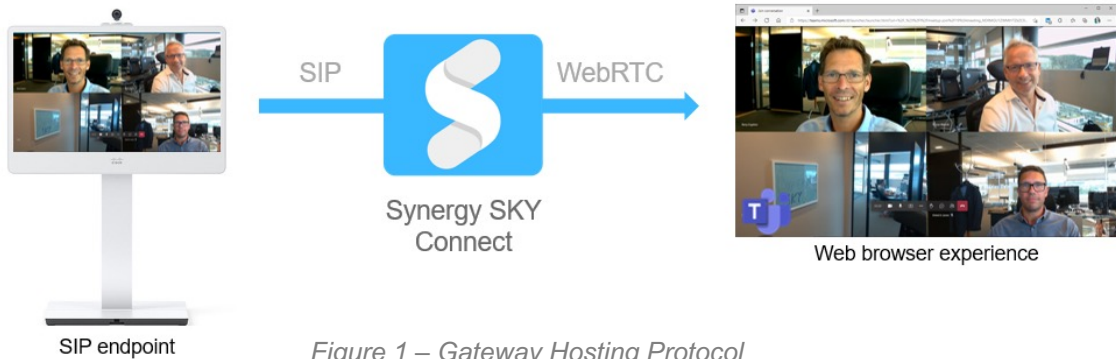 SIP
WebRTC
Synergy SKY
Connect
T
Web browser experience
SIP endpoint
Figure 1 – Gateway Hosting Protocol